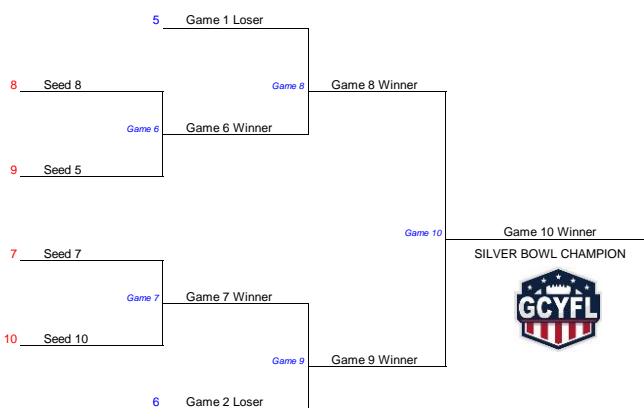 5 Game 1 Loser
8 Seed 8
Game 8
Game 8 Winner
Game 6
Game 6 Winner
9 Seed 5
Game 10
Game 10 Winner
SILVER BOWL CHAMPION
7 Seed 7
GCYFL
Game 7
Game 7 Winner
10 Seed 10
Game 9
Game 9 Winner
6 Game 2 Loser